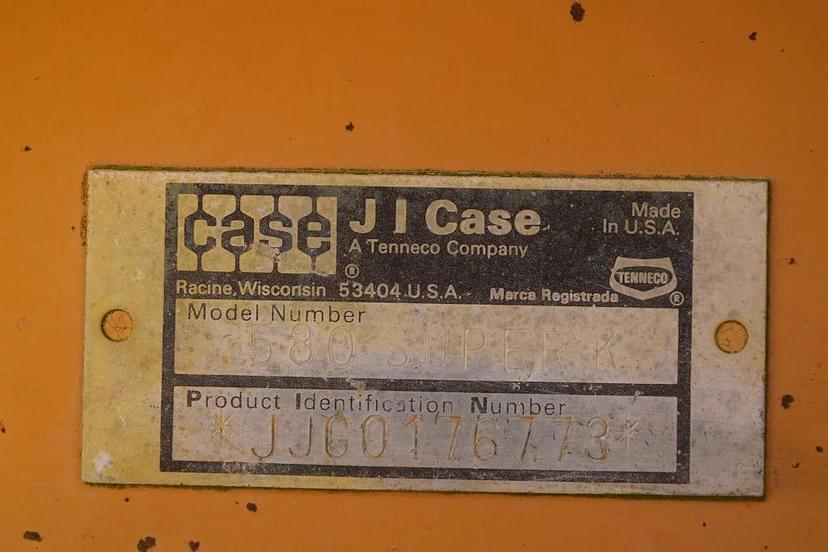 case
J I Case
A Tenneco Company
®
Made
In U.S.A.
TENNECO
®
Racine, Wisconsin 53404 U.S.A. Marca Registrada
Model Number
580 SUPER K
Product Identification Number
*JJG0176773*